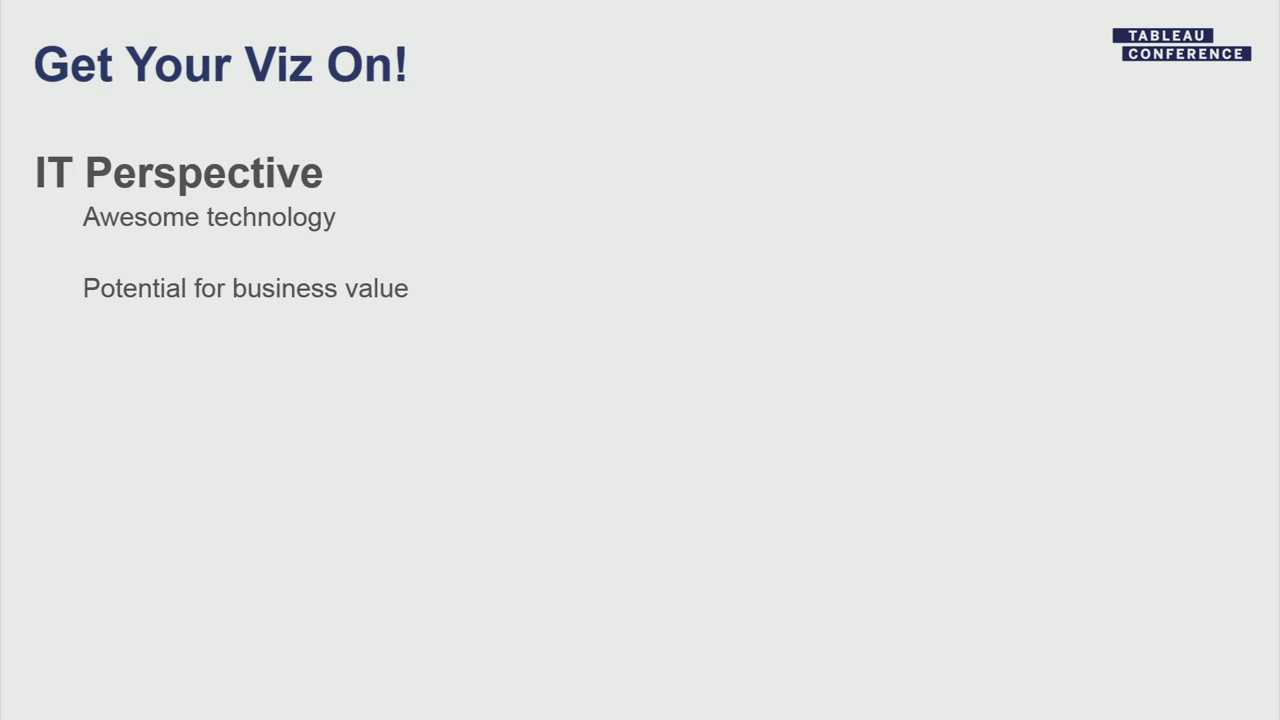 Get Your Viz On!
TABLEAU
CONFERENCE
IT Perspective
Awesome technology
Potential for business value